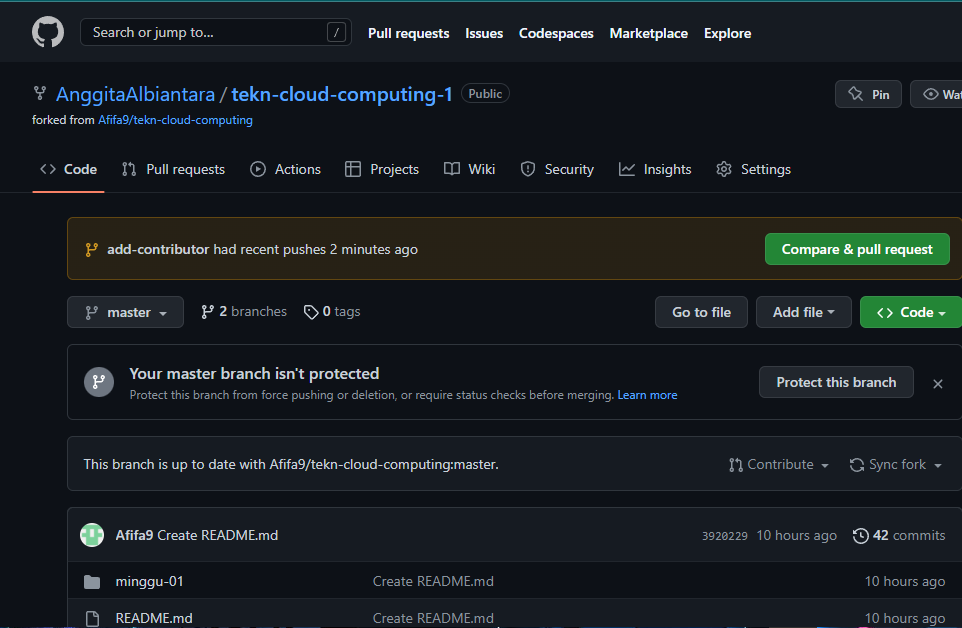 Search or jump to... /
Pull requests Issues Codespaces Marketplace Explore
AnggitaAlbiantara / tekn-cloud-computing-1 Public
Pin
Wat
forked from Afifa9/tekn-cloud-computing
Code Pull requests Actions Projects Wiki Security Insights Settings
add-contributor had recent pushes 2 minutes ago Compare & pull request
master 2 branches 0 tags Go to file Add file Code
Your master branch isn't protected
Protect this branch from force pushing or deletion, or require status checks before merging. Learn more
Protect this branch
This branch is up to date with Afifa9/tekn-cloud-computing:master. Contribute Sync fork
Afifa9 Create README.md 3920229 10 hours ago 42 commits
minggu-01 Create README.md 10 hours ago
README.md Create README.md 10 hours ago